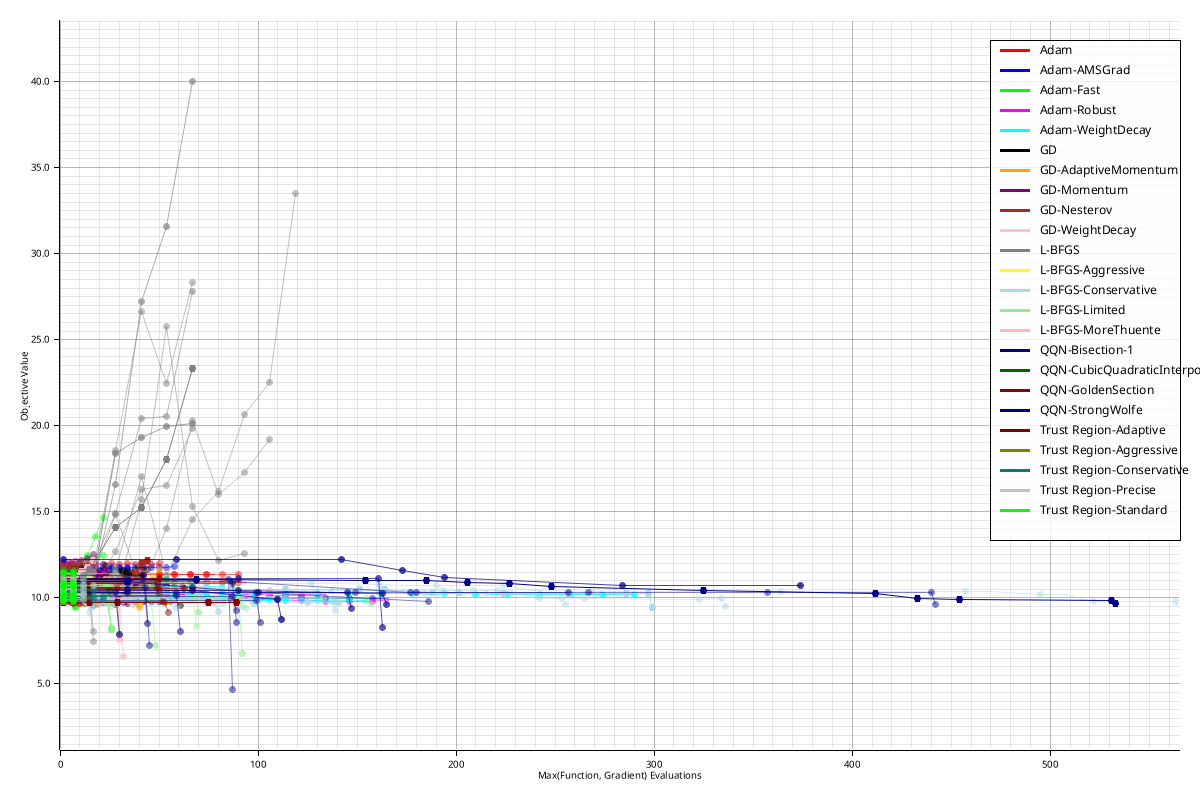 40.0
35.0
30.0
25.0
20.0
15.0
10.0
5.0
Objective Value
0 100 200 300 400 500
Max(Function, Gradient) Evaluations
Adam
Adam-AMSGrad
Adam-Fast
Adam-Robust
Adam-WeightDecay
GD
GD-AdaptiveMomentum
GD-Momentum
GD-Nesterov
GD-WeightDecay
L-BFGS
L-BFGS-Aggressive
L-BFGS-Conservative
L-BFGS-Limited
L-BFGS-MoreThuente
QQN-Bisection-1
QQN-CubicQuadraticInterpo
QQN-GoldenSection
QQN-StrongWolfe
Trust Region-Adaptive
Trust Region-Aggressive
Trust Region-Conservative
Trust Region-Precise
Trust Region-Standard